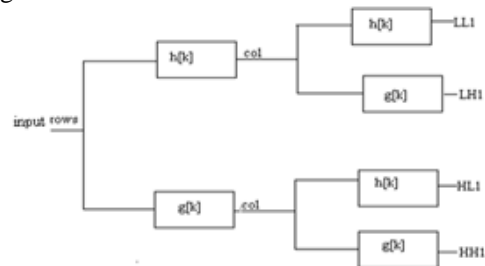 h[k]
LL1
h[k]
col
g[k]
LH1
input rows
h[k]
HL1
g[k]
col
g[k]
HH1